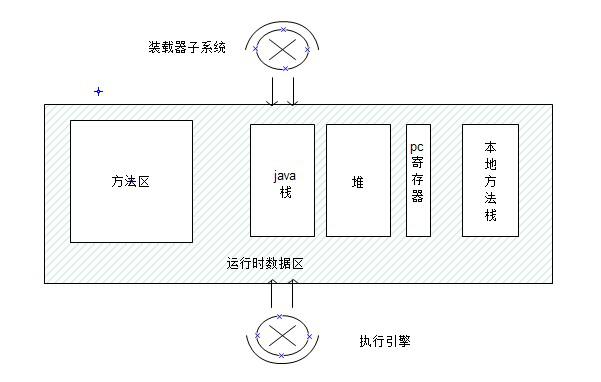 装载器子系统
方法区
java
栈
堆
pc
寄
存
器
本
地
方
法
栈
运行时数据区
执行引擎